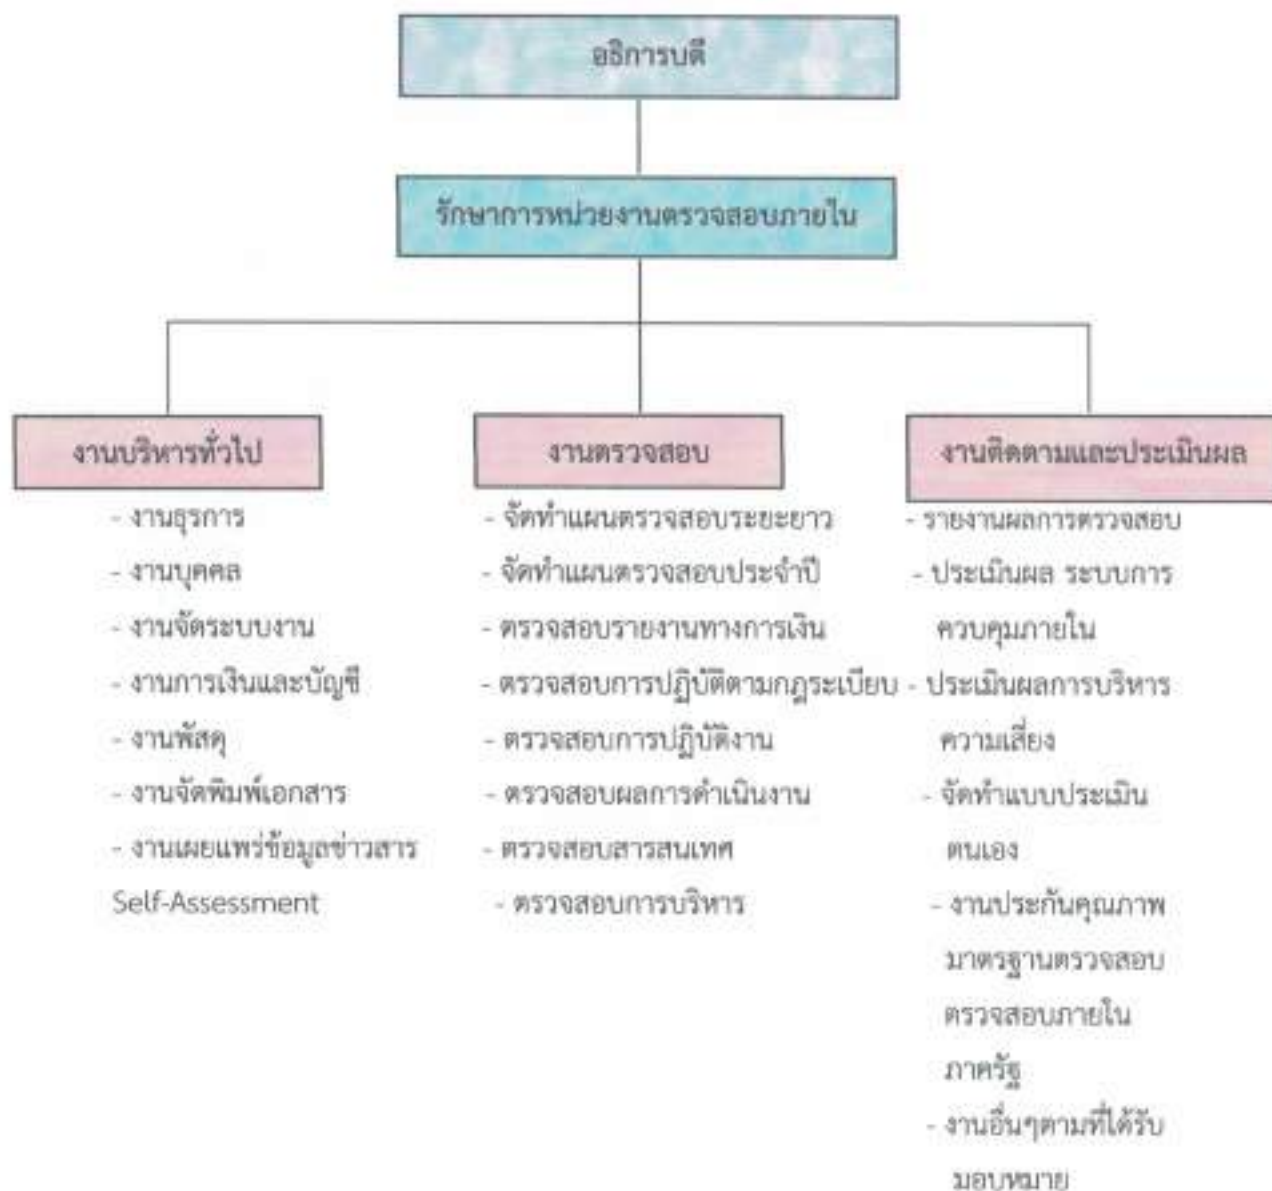 อธิการบดี
รักษาการหน่วยงานตรวจสอบภายใน
งานบริหารทั่วไป
- งานธุรการ
- งานบุคคล
- งานจัดระบบงาน
- งานการเงินและบัญชี
- งานพัสดุ
- งานจัดพิมพ์เอกสาร
- งานเผยแพร่ข้อมูลข่าวสาร
Self-Assessment
งานตรวจสอบ
- จัดทำแผนตรวจสอบระยะยาว
- จัดทำแผนตรวจสอบประจำปี
- ตรวจสอบรายงานทางการเงิน
- ตรวจสอบการปฏิบัติตามกฎระเบียบ
- ตรวจสอบการปฏิบัติงาน
- ตรวจสอบผลการดำเนินงาน
- ตรวจสอบสารสนเทศ
- ตรวจสอบการบริหาร
งานติดตามและประเมินผล
- รายงานผลการตรวจสอบ
- ประเมินผล ระบบการ
ควบคุมภายใน
- ประเมินผลการบริหาร
ความเสี่ยง
- จัดทำแบบประเมิน
ตนเอง
- งานประกันคุณภาพ
มาตรฐานตรวจสอบ
ตรวจสอบภายใน
ภาครัฐ
- งานอื่นๆตามที่ได้รับ
มอบหมาย